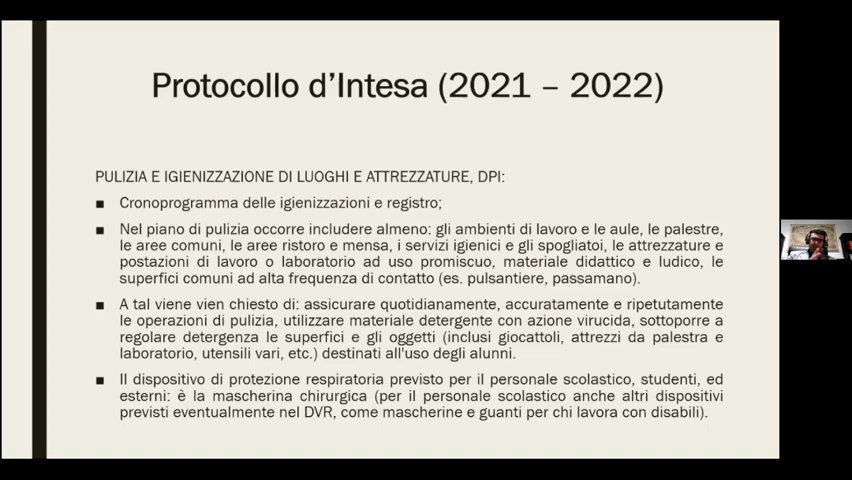 Protocollo d'Intesa (2021 – 2022)
PULIZIA E IGIENIZZAZIONE DI LUOGHI E ATTREZZATURE, DPI:
■ Cronoprogramma delle igienizzazioni e registro;
■ Nel piano di pulizia occorre includere almeno: gli ambienti di lavoro e le aule, le palestre,
le aree comuni, le aree ristoro e mensa, i servizi igienici e gli spogliatoi, le attrezzature e
postazioni di lavoro o laboratorio ad uso promiscuo, materiale didattico e ludico, le
superfici comuni ad alta frequenza di contatto (es. pulsantiere, passamano).
■ A tal viene vien chiesto di: assicurare quotidianamente, accuratamente e ripetutamente
le operazioni di pulizia, utilizzare materiale detergente con azione virucida, sottoporre a
regolare detergenza le superfici e gli oggetti (inclusi giocattoli, attrezzi da palestra e
laboratorio, utensili vari, etc.) destinati all'uso degli alunni.
■ Il dispositivo di protezione respiratoria previsto per il personale scolastico, studenti, ed
esterni: è la mascherina chirurgica (per il personale scolastico anche altri dispositivi
previsti eventualmente nel DVR, come mascherine e guanti per chi lavora con disabili).